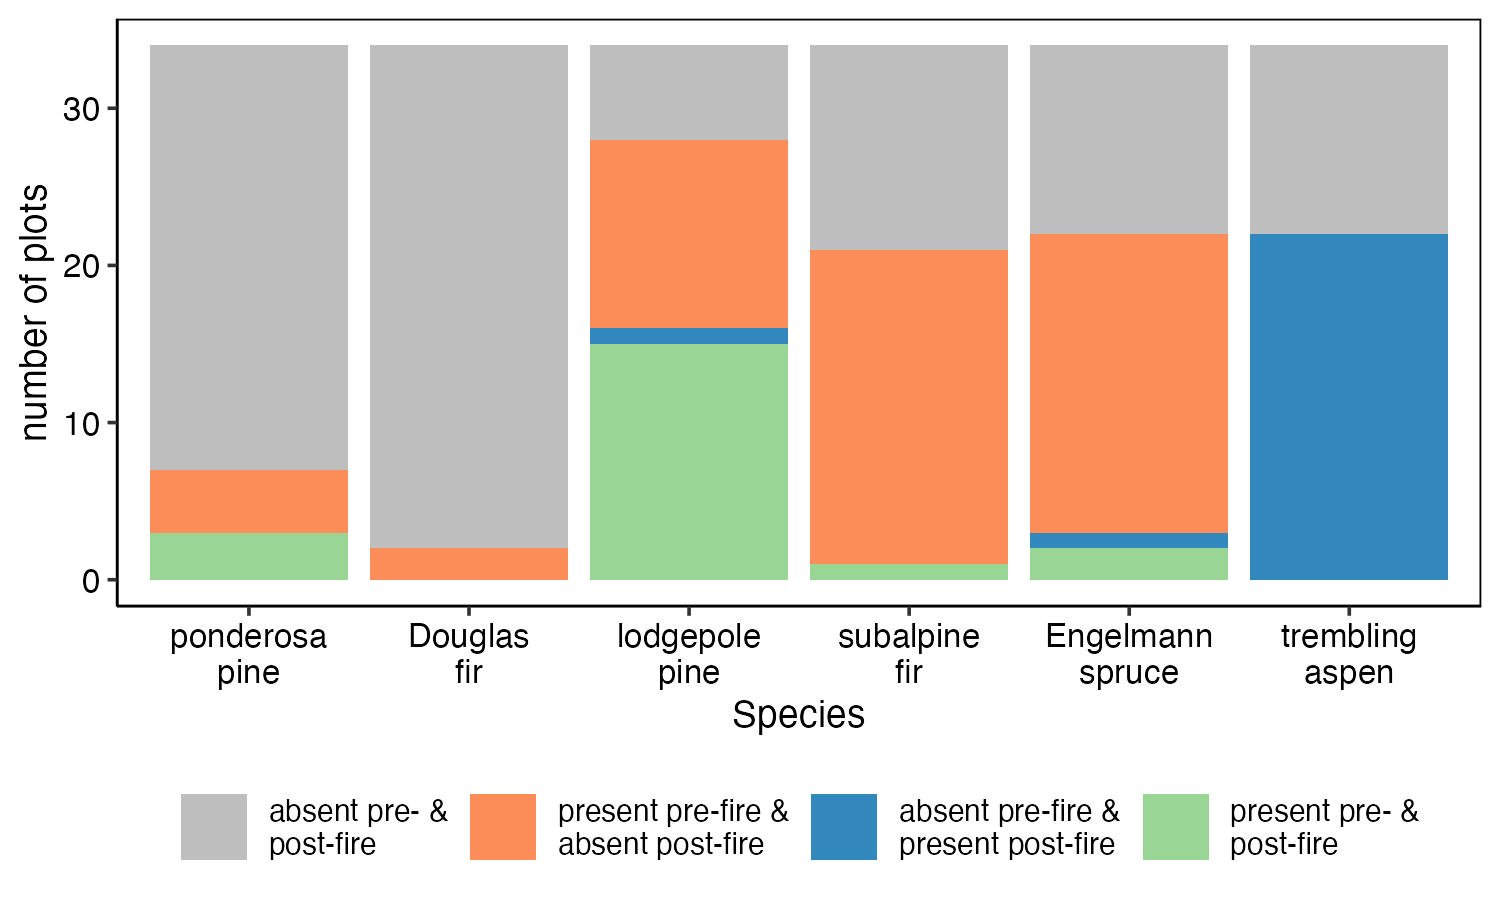 number of plots
30
20
10
0
ponderosa pine
Douglas fir
lodgepole pine
subalpine fir
Engelmann spruce
trembling aspen
Species
absent pre- &
post-fire
present pre-fire &
absent post-fire
absent pre-fire &
present post-fire
present pre- &
post-fire